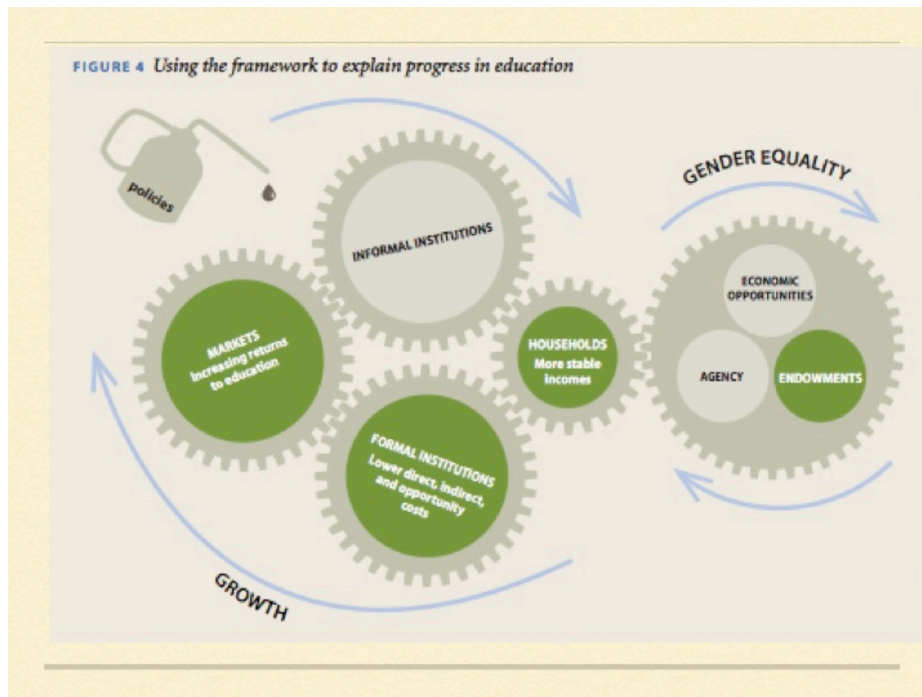 FIGURE 4 Using the framework to explain progress in education
policies
INFORMAL INSTITUTIONS
MARKETS
Increasing returns
to education
FORMAL INSTITUTIONS
Lower direct, indirect,
and opportunity
costs
HOUSEHOLDS
More stable
incomes
GENDER EQUALITY
ECONOMIC
OPPORTUNITIES
AGENCY
ENDOWMENTS
GROWTH